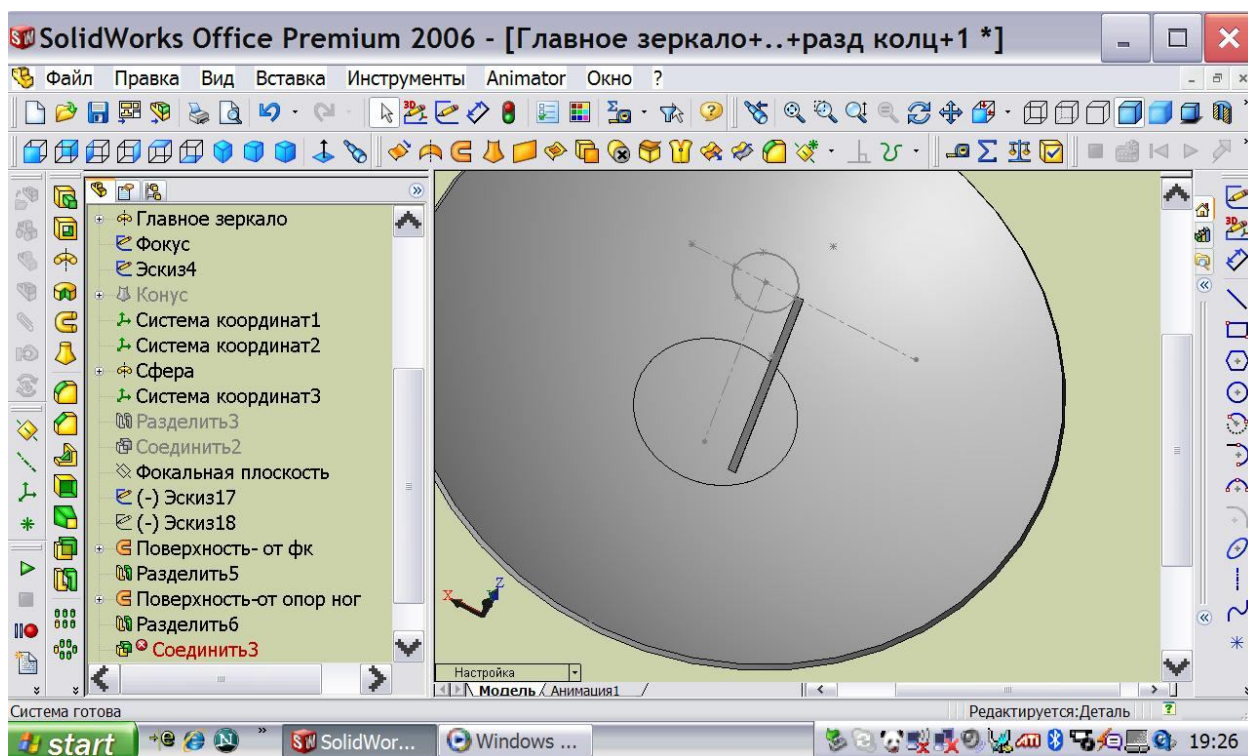 SolidWorks Office Premium 2006 - [Главное зеркало+..+разд колц+1 *]
Файл Правка Вид Вставка Инструменты Animator Окно ?
Главное зеркало
Фокус
Эскиз4
Конус
Система координат1
Система координат2
Сфера
Система координат3
Разделить3
Соединить2
Фокальная плоскость
(-) Эскиз17
(-) Эскиз18
Поверхность- от фк
Разделить5
Поверхность-от опор ног
Разделить6
Соединить3
X
Z
Настройка
Модель Анимация1
Система готова
Редактируется:Деталь
start SolidWor... Windows ... 19:26